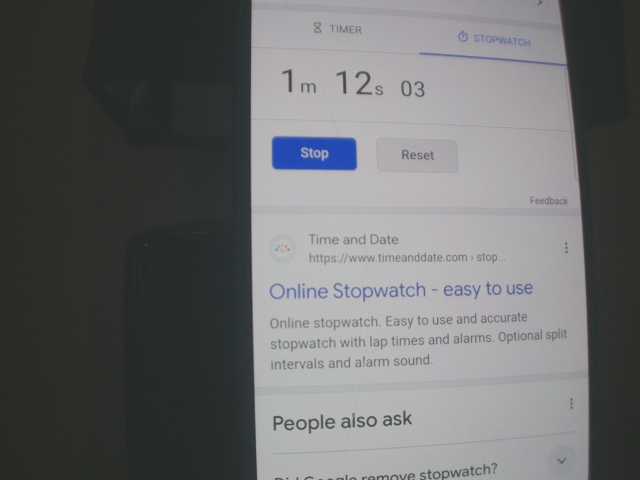 TIMER
STOPWATCH
1m 12s 03
Stop
Reset
Feedback
Time and Date
https://www.timeanddate.com › stop...
Online Stopwatch - easy to use
Online stopwatch. Easy to use and accurate
stopwatch with lap times and alarms. Optional split
intervals and alarm sound.
People also ask
Did Google remove stopwatch?